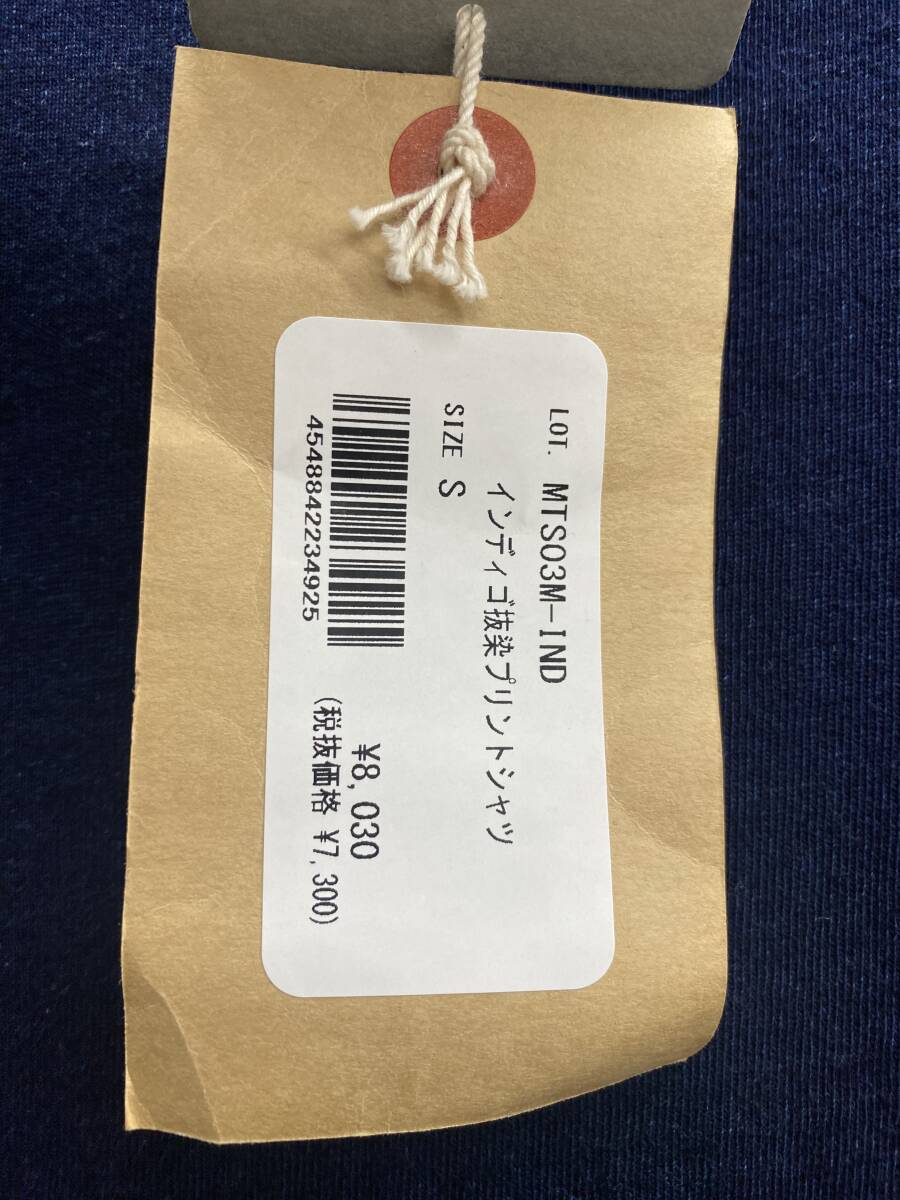 LOT. MTS03M-IND
インディゴ抜染プリントシャツ
SIZE S
4548842234925
¥8,030
(税抜価格 ¥7,300)